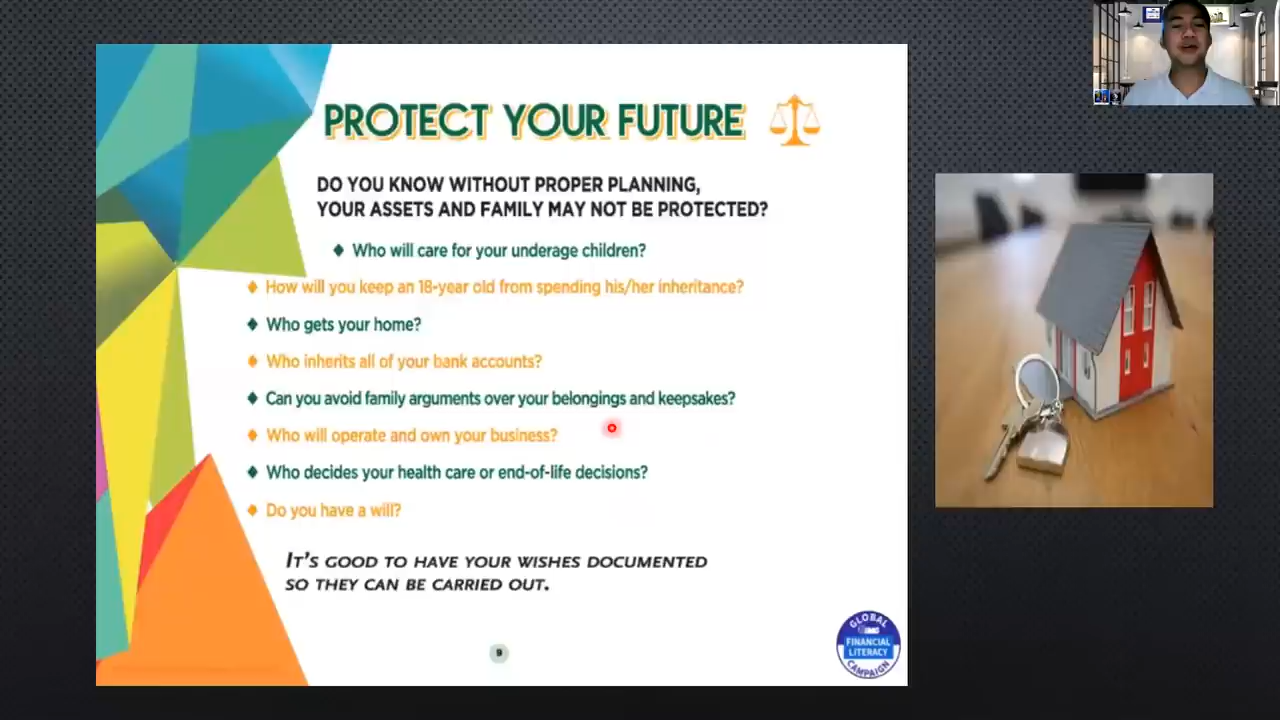 PROTECT YOUR FUTURE
DO YOU KNOW WITHOUT PROPER PLANNING,
YOUR ASSETS AND FAMILY MAY NOT BE PROTECTED?
Who will care for your underage children?
How will you keep an 18-year old from spending his/her inheritance?
Who gets your home?
Who inherits all of your bank accounts?
Can you avoid family arguments over your belongings and keepsakes?
Who will operate and own your business?
Who decides your health care or end-of-life decisions?
Do you have a will?
IT'S GOOD TO HAVE YOUR WISHES DOCUMENTED
SO THEY CAN BE CARRIED OUT.
9
GLOBAL
FINANCIAL
LITERACY
CAMPAIGN